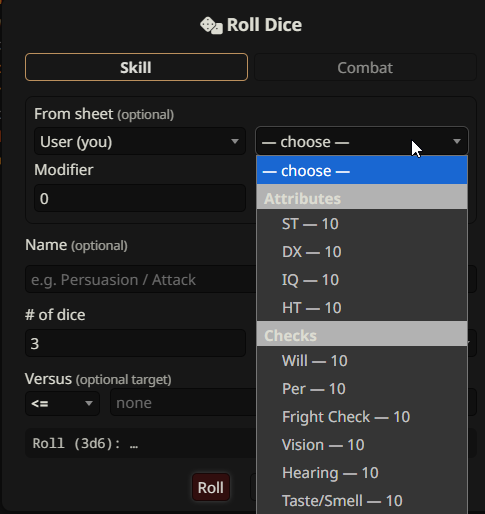 Roll Dice
Skill
Combat
From sheet (optional)
User (you)
— choose —
— choose —
Attributes
ST — 10
DX — 10
IQ — 10
HT — 10
Checks
Will — 10
Per — 10
Fright Check — 10
Vision — 10
Hearing — 10
Taste/Smell — 10
Modifier
0
Name (optional)
e.g. Persuasion / Attack
# of dice
3
Versus (optional target)
<=
none
Roll (3d6): …
Roll